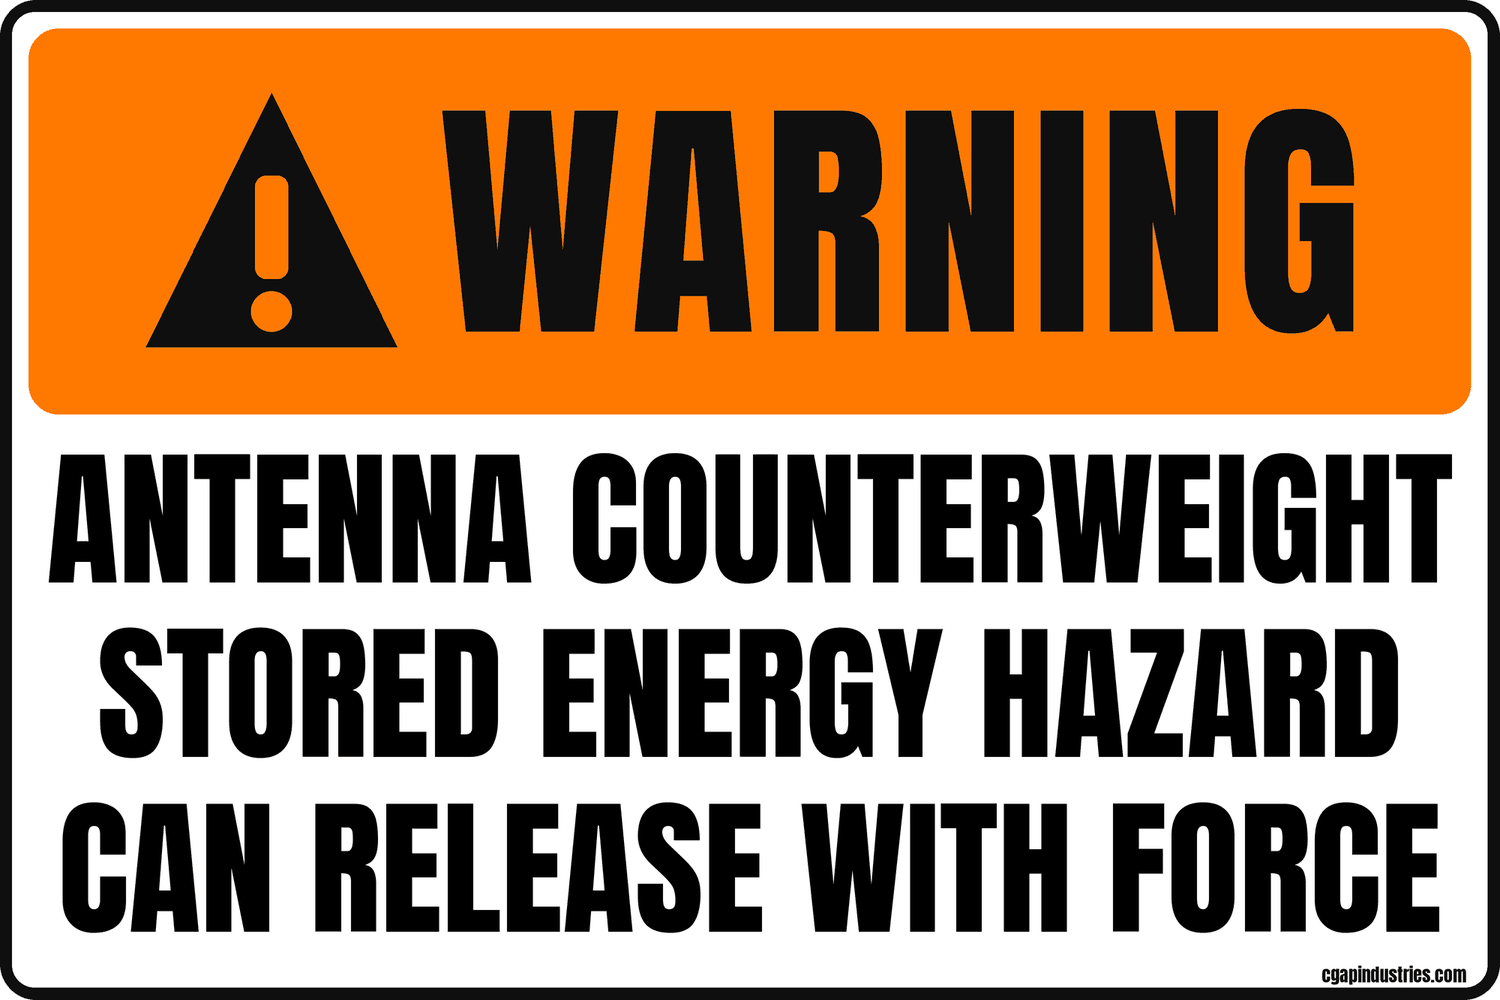 WARNING
ANTENNA COUNTERWEIGHT
STORED ENERGY HAZARD
CAN RELEASE WITH FORCE
cgapindustries.com